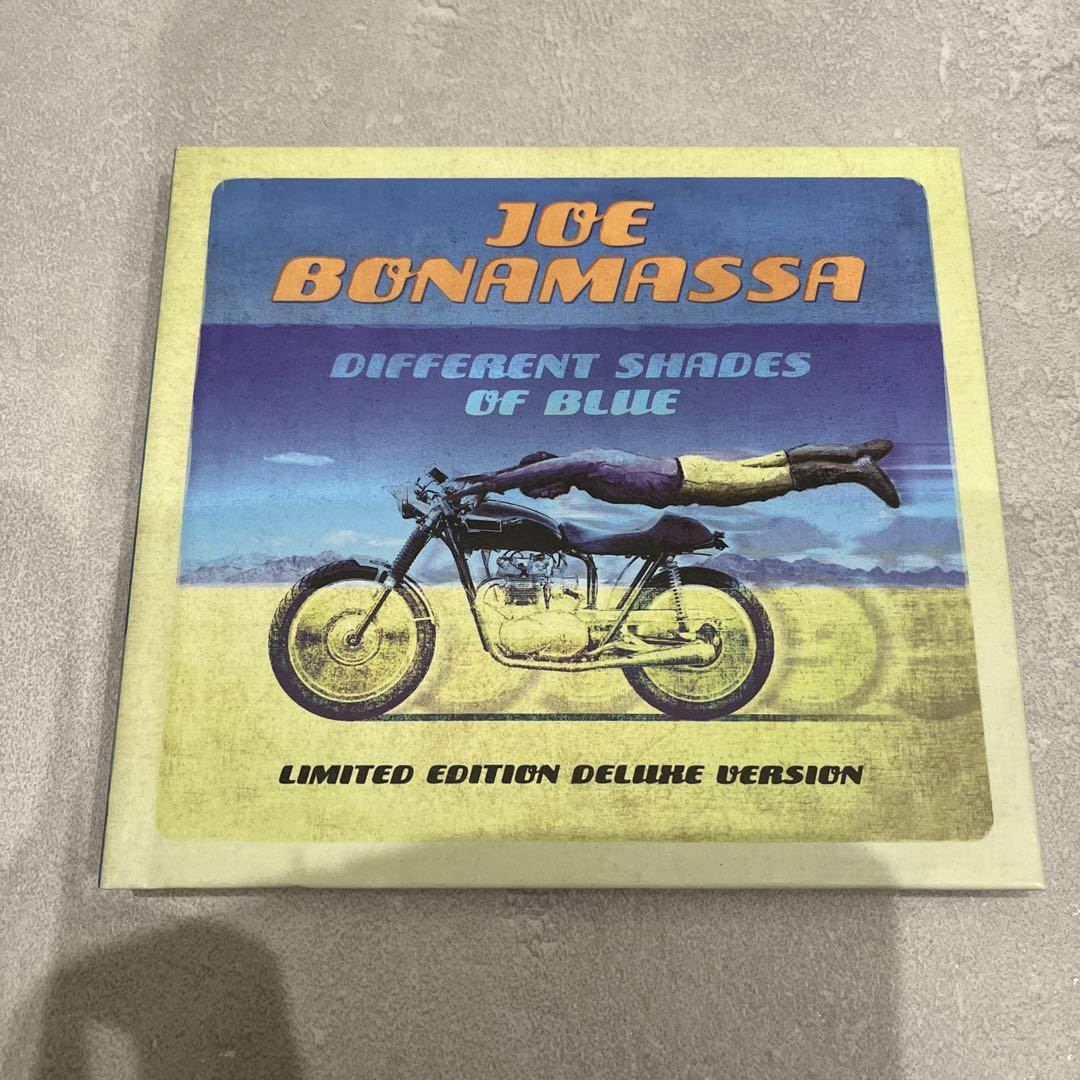 JOE
BONAMASSA
DIFFERENT SHADES
OF BLUE
LIMITED EDITION DELUXE VERSION